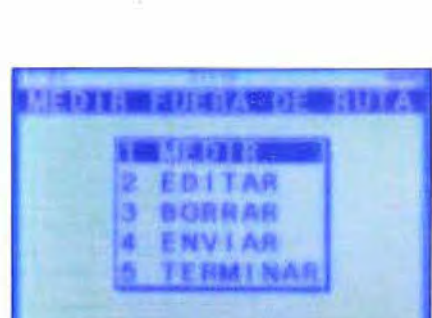 MEDIR FUERA DE RUTA
1 MEDIR
2 EDITAR
3 BORRAR
4 ENVIAR
5 TERMINAR